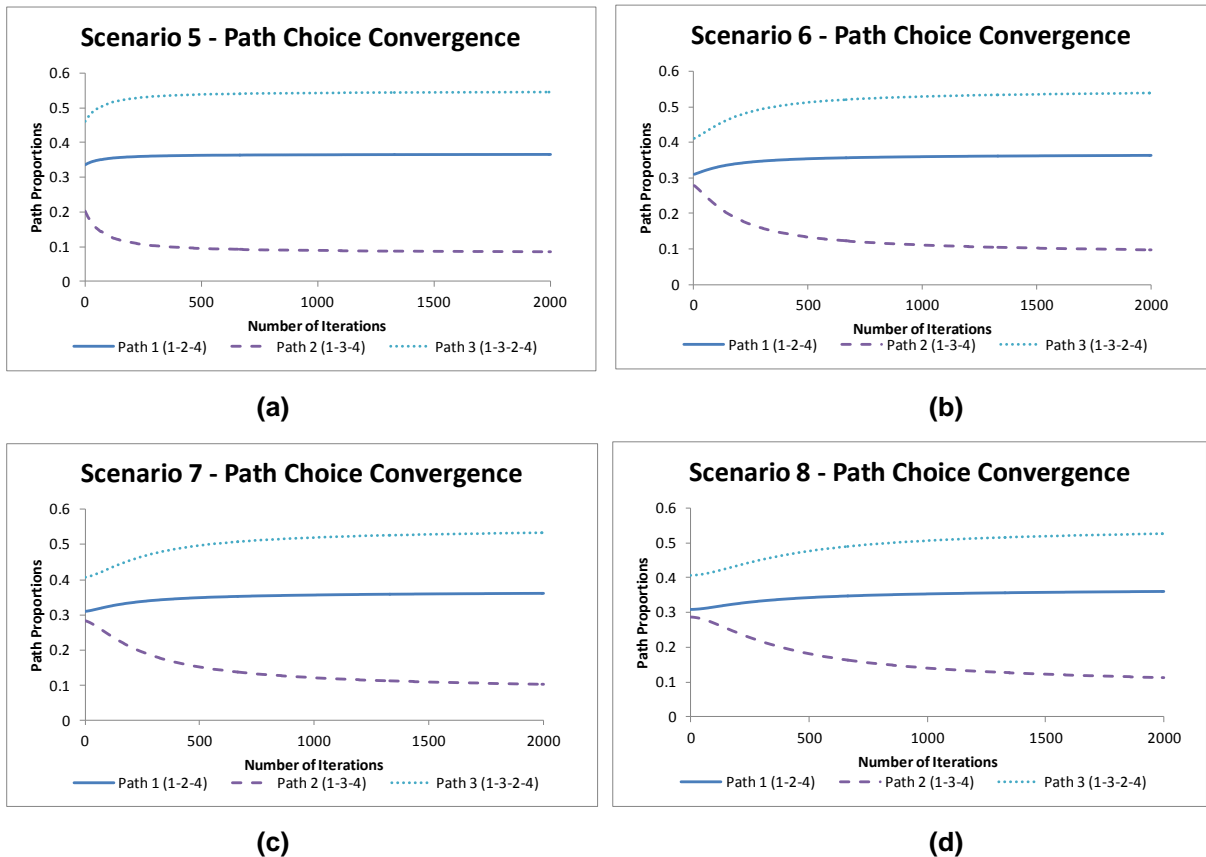 Scenario 5 - Path Choice Convergence
0.6
0.5
0.4
0.3
0.2
0.1
0
Path Proportions
0 500 1000 1500 2000
Number of Iterations
Path 1 (1-2-4) Path 2 (1-3-4) Path 3 (1-3-2-4)
(a)
Scenario 6 - Path Choice Convergence
0.6
0.5
0.4
0.3
0.2
0.1
0
Path Proportions
0 500 1000 1500 2000
Number of Iterations
Path 1 (1-2-4) Path 2 (1-3-4) Path 3 (1-3-2-4)
(b)
Scenario 7 - Path Choice Convergence
0.6
0.5
0.4
0.3
0.2
0.1
0
Path Proportions
0 500 1000 1500 2000
Number of Iterations
Path 1 (1-2-4) Path 2 (1-3-4) Path 3 (1-3-2-4)
(c)
Scenario 8 - Path Choice Convergence
0.6
0.5
0.4
0.3
0.2
0.1
0
Path Proportions
0 500 1000 1500 2000
Number of Iterations
Path 1 (1-2-4) Path 2 (1-3-4) Path 3 (1-3-2-4)
(d)